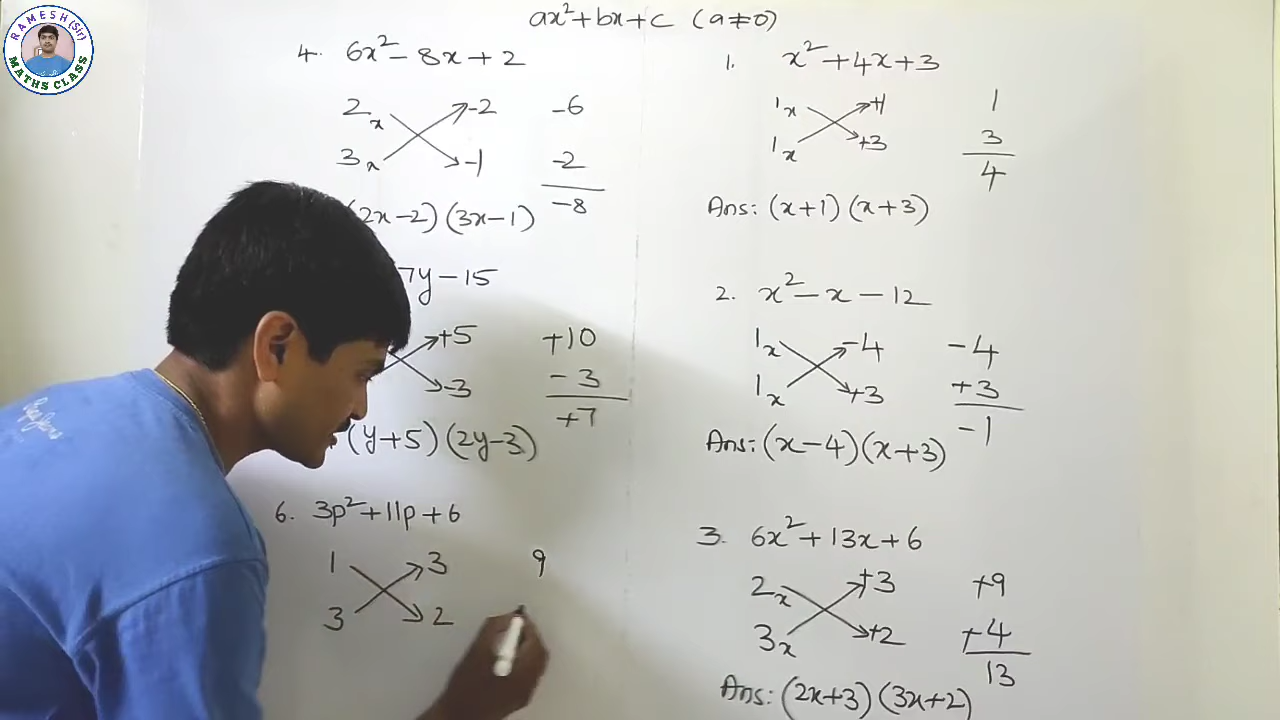 RAMESH (Sir)
MATHS CLASS
ax²+bx+c (a≠0)
4. 6x²-8x+2
2x -2 -6
3x -1 -2
-8
(2x-2)(3x-1)
7y-15
+5 +10
-3 -3
+7
(y+5)(2y-3)
6. 3p²+11p+6
1 3 9
3 2
1. x²+4x+3
1x +1 1
1x +3 3
4
Ans: (x+1)(x+3)
2. x²-x-12
1x -4 -4
1x +3 +3
-1
Ans: (x-4)(x+3)
3. 6x²+13x+6
2x +3 +9
3x +2 +4
13
Ans: (2x+3)(3x+2)